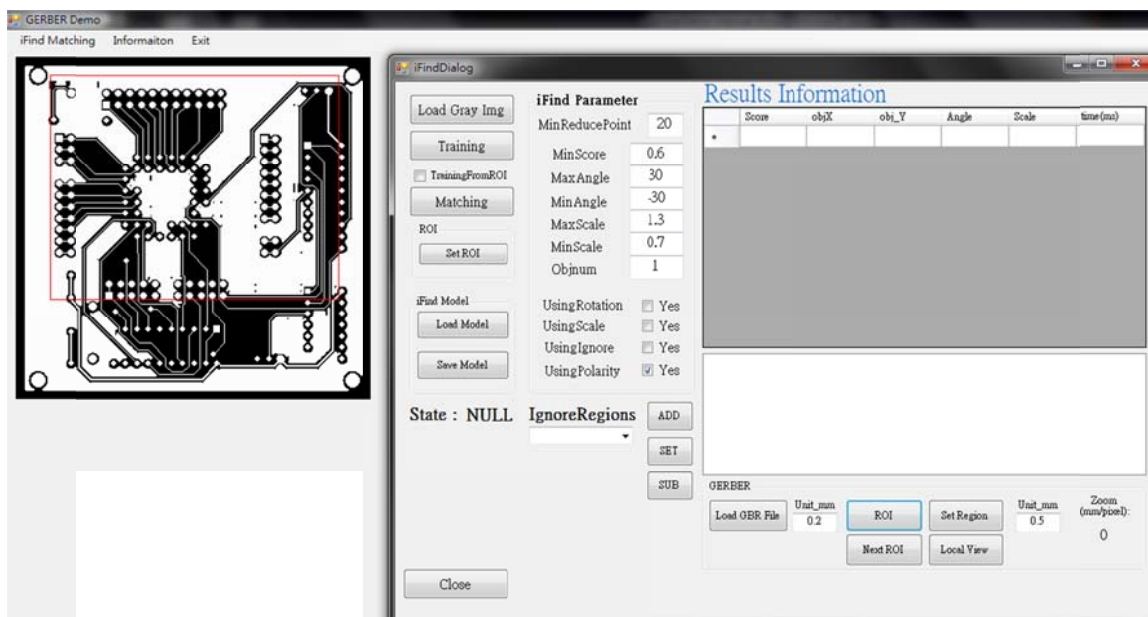 GERBER Demo
iFind Matching Informaiton Exit
iFindDialog
Load Gray Img
Training
TrainingFromROI
Matching
ROI
Set ROI
iFind Model
Load Model
Save Model
State : NULL
Close
iFind Parameter
MinReducePoint 20
MinScore 0.6
MaxAngle 30
MinAngle -30
MaxScale 1.3
MinScale 0.7
Objnum 1
UsingRotation Yes
UsingScale Yes
UsingIgnore Yes
UsingPolarity Yes
IgnoreRegions
ADD
SET
SUB
Results Information
Score objX obj_Y Angle Scale time(ms)
*
GERBER
Load GBR File
Unit_mm
0.2
ROI
Set Region
Unit_mm
0.5
Zoom
(mm/pixel):
0
Next ROI
Local View